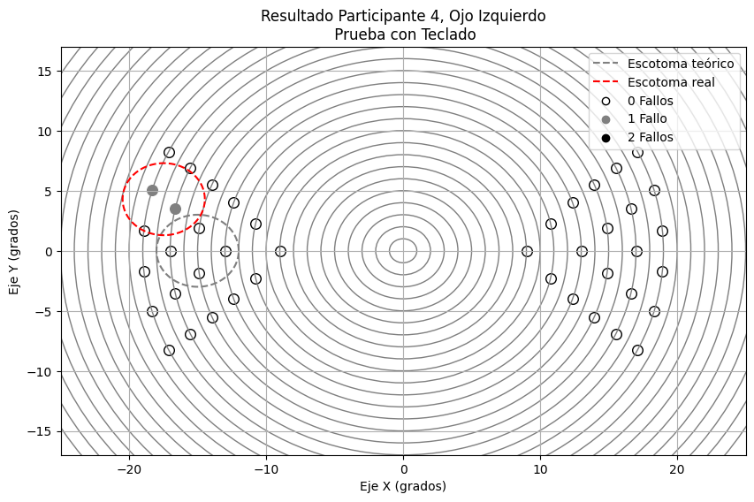 Resultado Participante 4, Ojo Izquierdo
Prueba con Teclado
Escotoma teórico
Escotoma real
0 Fallos
1 Fallo
2 Fallos
15
10
5
0
−5
−10
−15
Eje Y (grados)
−20
−10
0
10
20
Eje X (grados)